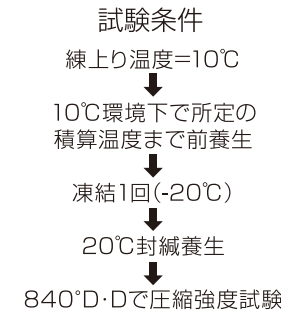 試験条件
練上り温度=10℃
10℃環境下で所定の
積算温度まで前養生
凍結1回(-20℃)
20℃封緘養生
840°D・Dで圧縮強度試験